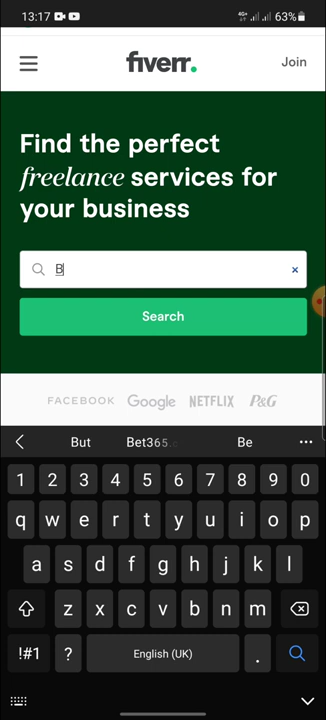 13:17 4G+ 63%
fiverr.
Join
Find the perfect
freelance services for
your business
B
×
Search
FACEBOOK Google NETFLIX P&G
But Bet365.c Be
1 2 3 4 5 6 7 8 9 0
q w e r t y u i o p
a s d f g h j k l
z x c v b n m
!#1 ? English (UK) .